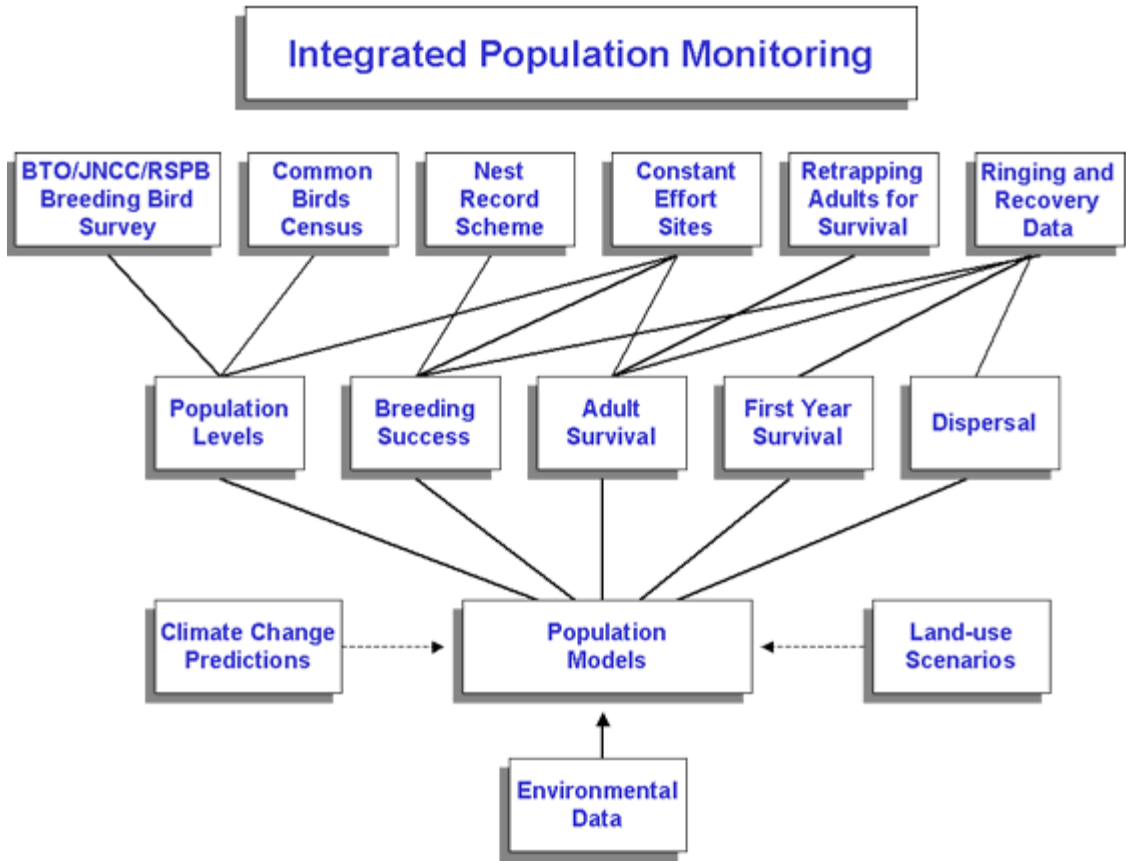 Integrated Population Monitoring
BTO/JNCC/RSPB
Breeding Bird
Survey
Common
Birds
Census
Nest
Record
Scheme
Constant
Effort
Sites
Retrapping
Adults for
Survival
Ringing and
Recovery
Data
Population
Levels
Breeding
Success
Adult
Survival
First Year
Survival
Dispersal
Climate Change
Predictions
Population
Models
Land-use
Scenarios
Environmental
Data